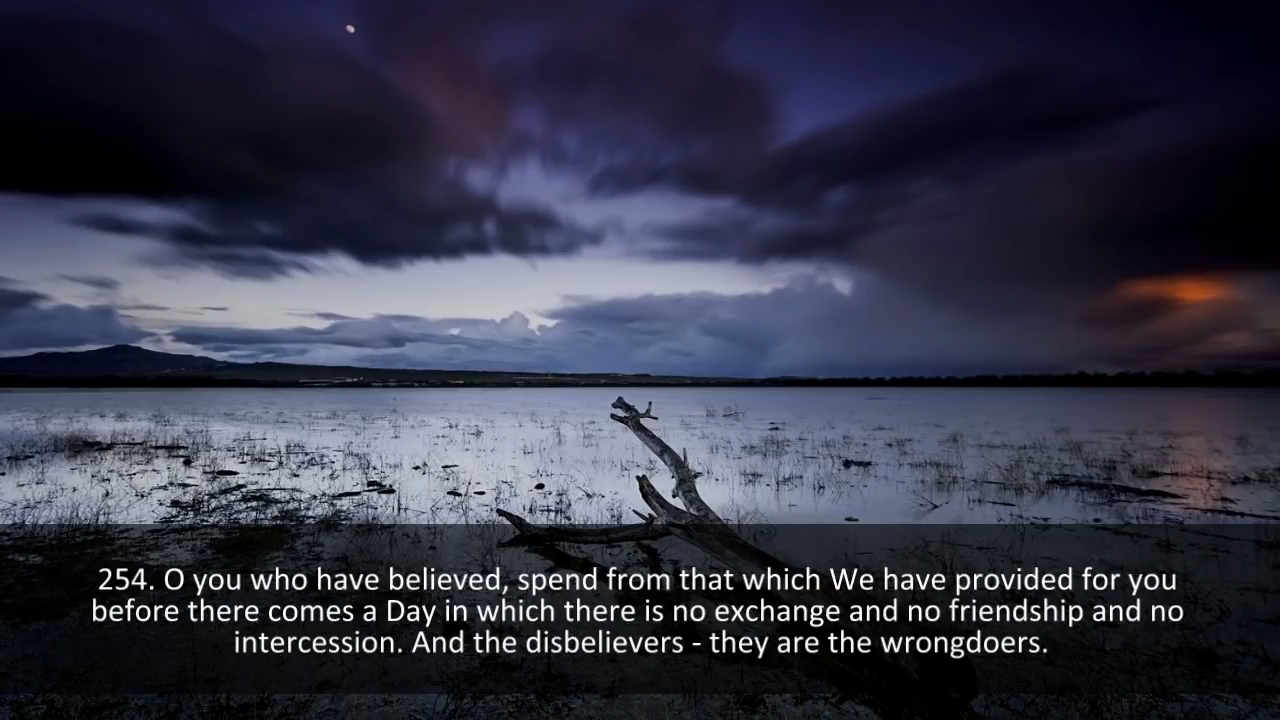 254. O you who have believed, spend from that which We have provided for you
before there comes a Day in which there is no exchange and no friendship and no
intercession. And the disbelievers - they are the wrongdoers.